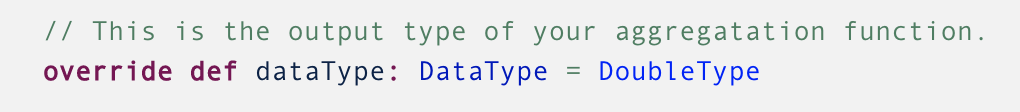 // This is the output type of your aggregatation function.
override def dataType: DataType = DoubleType